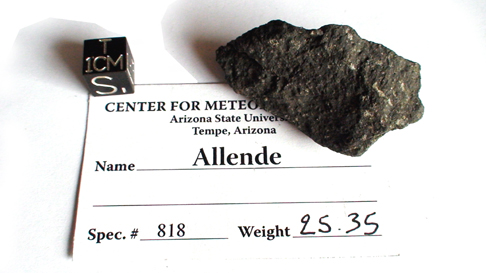 T
1CM
S.
CENTER FOR METEO
Arizona State Univers
Tempe, Arizona
Name Allende
Spec. # 818 Weight 25.35